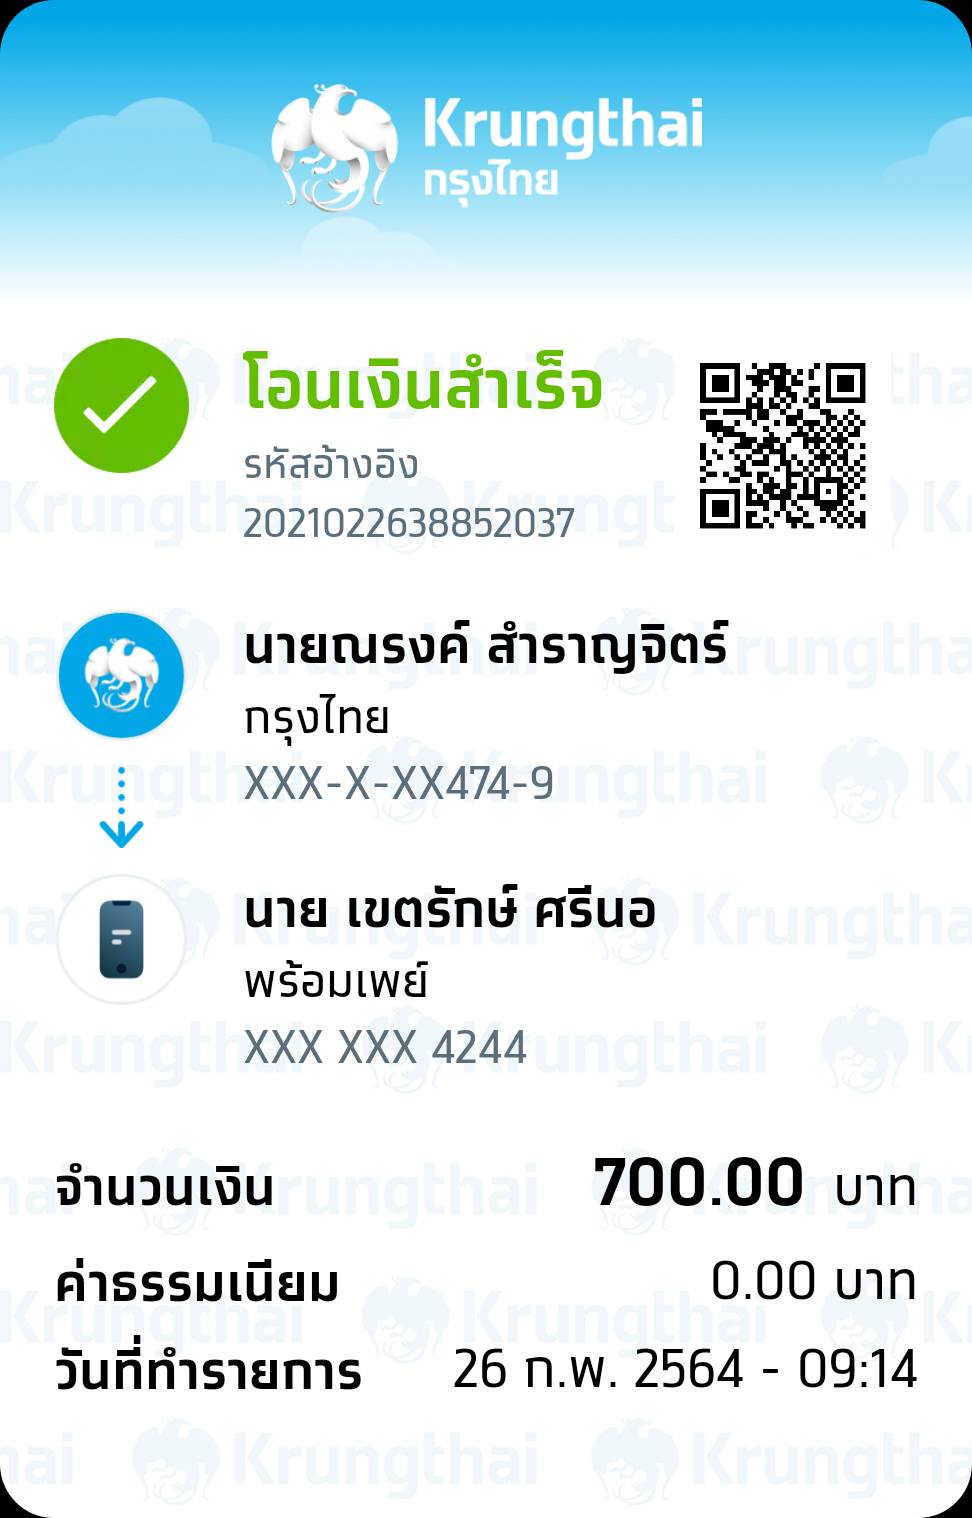 Krungthai
กรุงไทย
โอนเงินสำเร็จ
รหัสอ้างอิง
2021022638852037
นายณรงค์ สำราญจิตร์
กรุงไทย
XXX-X-XX474-9
นาย เขตรักษ์ ศรีนอ
พร้อมเพย์
XXX XXX 4244
จำนวนเงิน 700.00 บาท
ค่าธรรมเนียม 0.00 บาท
วันที่ทำรายการ 26 ก.พ. 2564 - 09:14